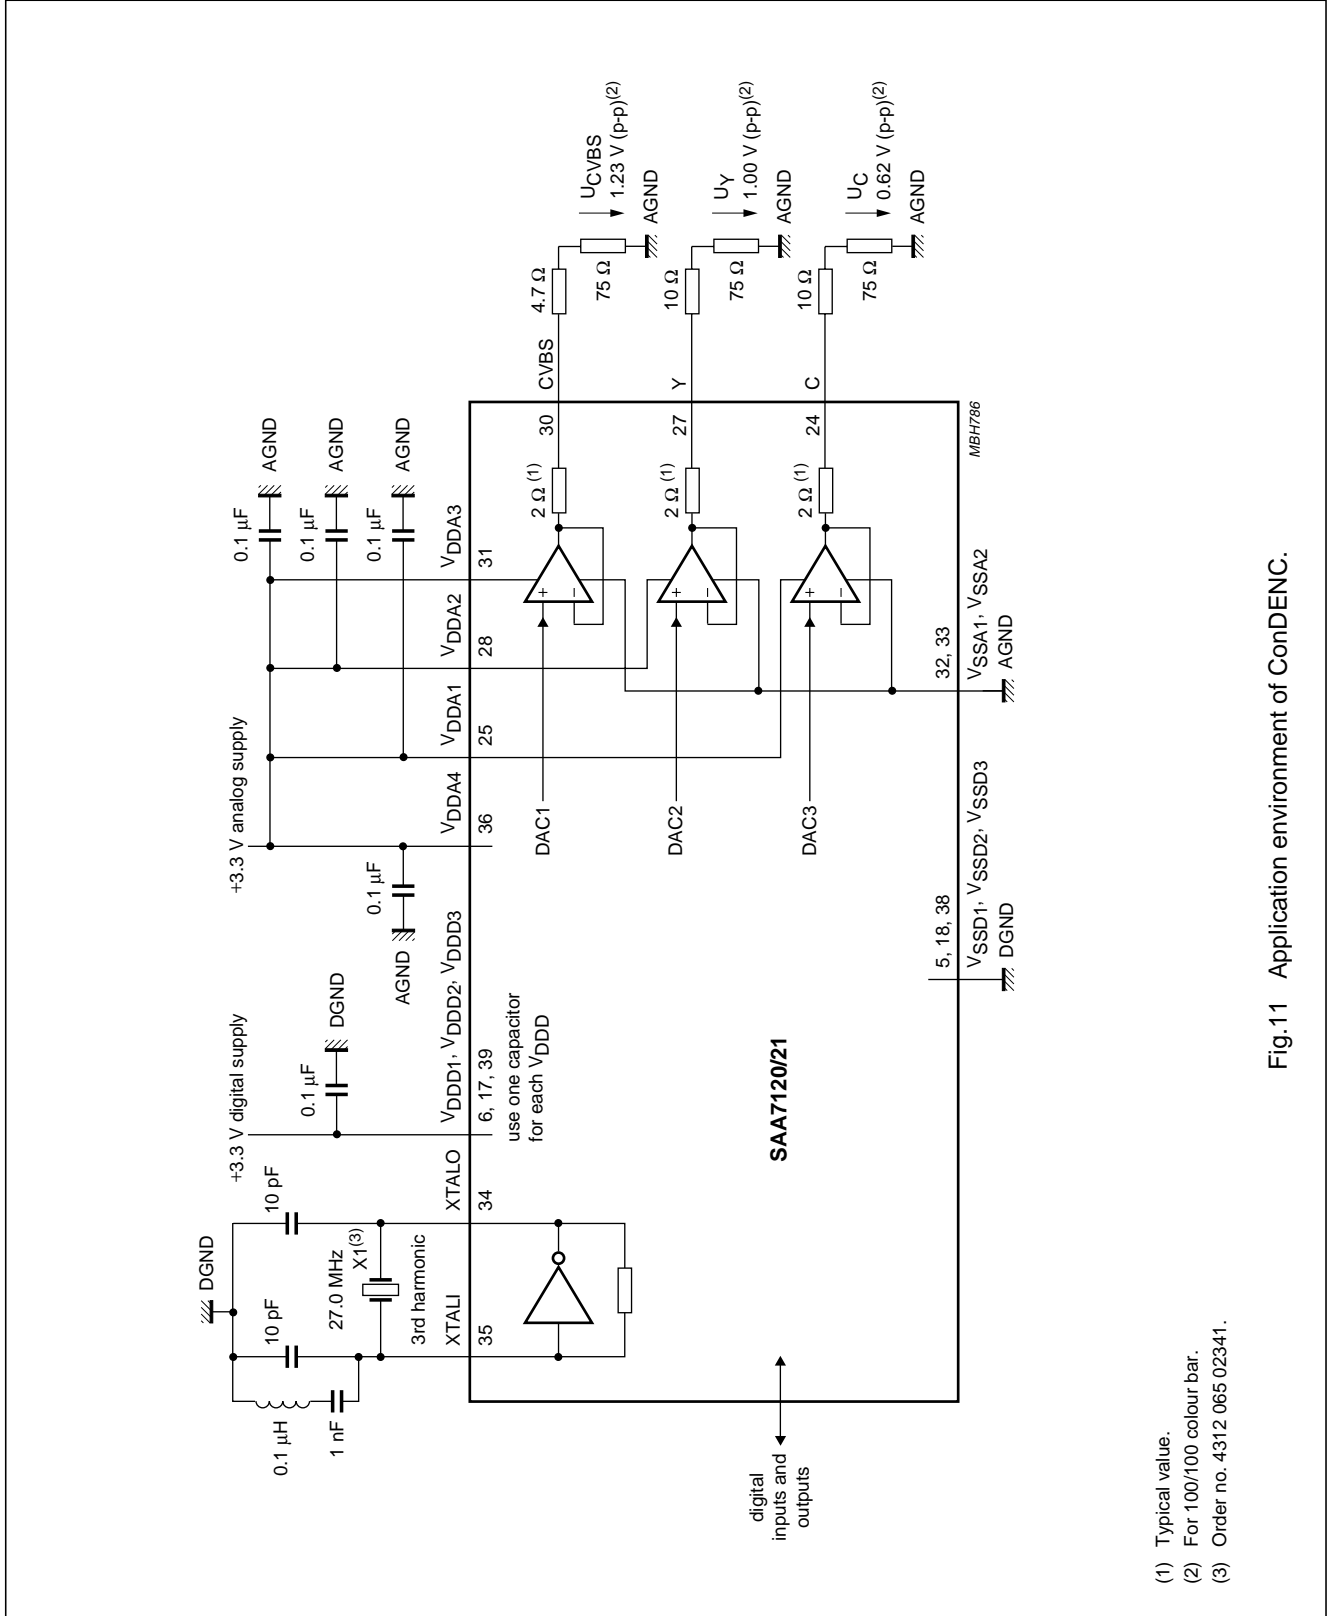 DGND
10 pF
10 pF
0.1 μH
1 nF
27.0 MHz
X1(3)
3rd harmonic
XTALI
XTALO
35
34
+3.3 V digital supply
0.1 μF
DGND
VDDD1, VDDD2, VDDD3
6, 17, 39
use one capacitor
for each VDDD
+3.3 V analog supply
0.1 μF
AGND
0.1 μF
AGND
0.1 μF
AGND
0.1 μF
AGND
VDDA4
VDDA1
VDDA2
VDDA3
36
25
28
31
DAC1
+
−
2 Ω (1)
30
CVBS
4.7 Ω
75 Ω
UCVBS
1.23 V (p-p)(2)
AGND
DAC2
+
−
2 Ω (1)
27
Y
10 Ω
75 Ω
UY
1.00 V (p-p)(2)
AGND
DAC3
+
−
2 Ω (1)
24
C
10 Ω
75 Ω
UC
0.62 V (p-p)(2)
AGND
SAA7120/21
digital
inputs and
outputs
5, 18, 38
VSSD1, VSSD2, VSSD3
DGND
32, 33
VSSA1, VSSA2
AGND
MBH786
(1) Typical value.
(2) For 100/100 colour bar.
(3) Order no. 4312 065 02341.
Fig.11 Application environment of ConDENC.